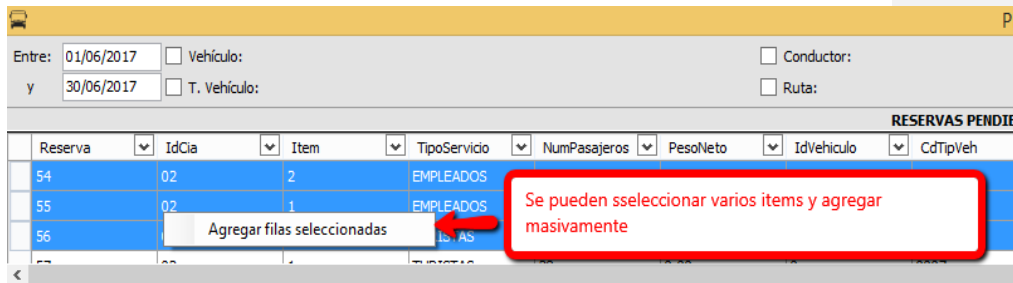 P
Entre: 01/06/2017 Vehículo: Conductor:
y 30/06/2017 T. Vehículo: Ruta:
RESERVAS PENDIE
Reserva IdCia Item TipoServicio NumPasajeros PesoNeto IdVehiculo CdTipVeh
54 02 2 EMPLEADOS
55 02 1 EMPLEADOS
56
Agregar filas seleccionadas
Se pueden sseleccionar varios items y agregar
masivamente